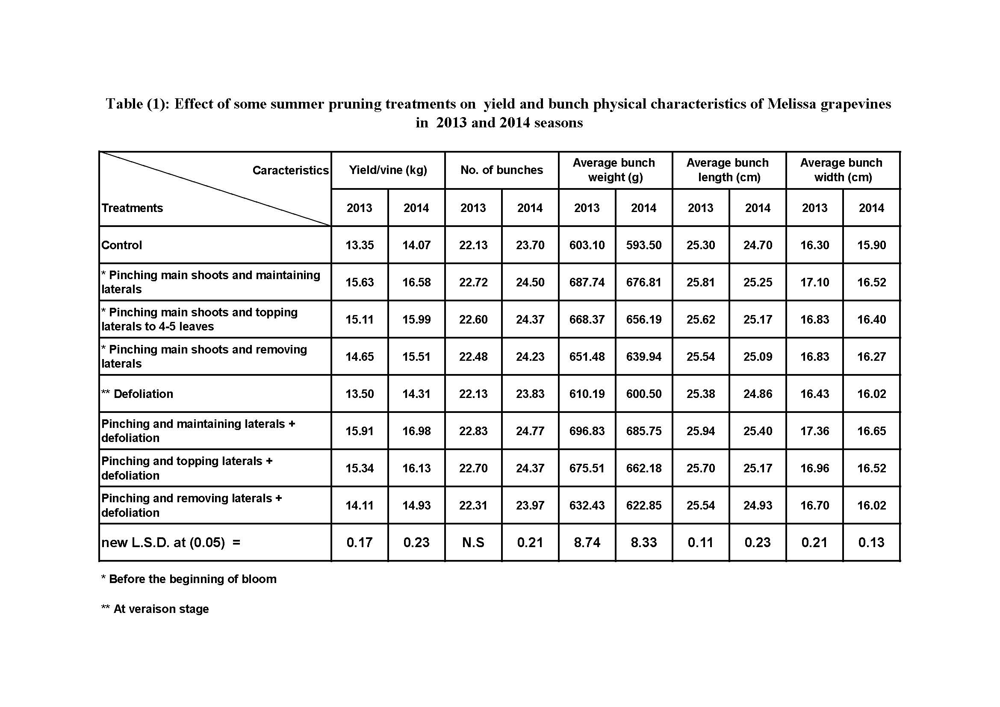 Table (1): Effect of some summer pruning treatments on yield and bunch physical characteristics of Melissa grapevines
in 2013 and 2014 seasons
Caracteristics
Treatments
Yield/vine (kg) No. of bunches Average bunch weight (g) Average bunch length (cm) Average bunch width (cm)
2013 2014 2013 2014 2013 2014 2013 2014 2013 2014
Control 13.35 14.07 22.13 23.70 603.10 593.50 25.30 24.70 16.30 15.90
* Pinching main shoots and maintaining
laterals 15.63 16.58 22.72 24.50 687.74 676.81 25.81 25.25 17.10 16.52
* Pinching main shoots and topping
laterals to 4-5 leaves 15.11 15.99 22.60 24.37 668.37 656.19 25.62 25.17 16.83 16.40
* Pinching main shoots and removing
laterals 14.65 15.51 22.48 24.23 651.48 639.94 25.54 25.09 16.83 16.27
** Defoliation 13.50 14.31 22.13 23.83 610.19 600.50 25.38 24.86 16.43 16.02
Pinching and maintaining laterals +
defoliation 15.91 16.98 22.83 24.77 696.83 685.75 25.94 25.40 17.36 16.65
Pinching and topping laterals +
defoliation 15.34 16.13 22.70 24.37 675.51 662.18 25.70 25.17 16.96 16.52
Pinching and removing laterals +
defoliation 14.11 14.93 22.31 23.97 632.43 622.85 25.54 24.93 16.70 16.02
new L.S.D. at (0.05) = 0.17 0.23 N.S 0.21 8.74 8.33 0.11 0.23 0.21 0.13
* Before the beginning of bloom
** At veraison stage